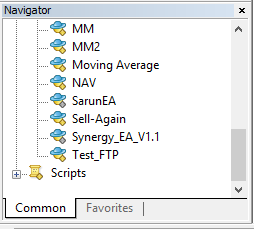 Navigator
MM
MM2
Moving Average
NAV
SarunEA
Sell-Again
Synergy_EA_V1.1
Test_FTP
Scripts
Common
Favorites